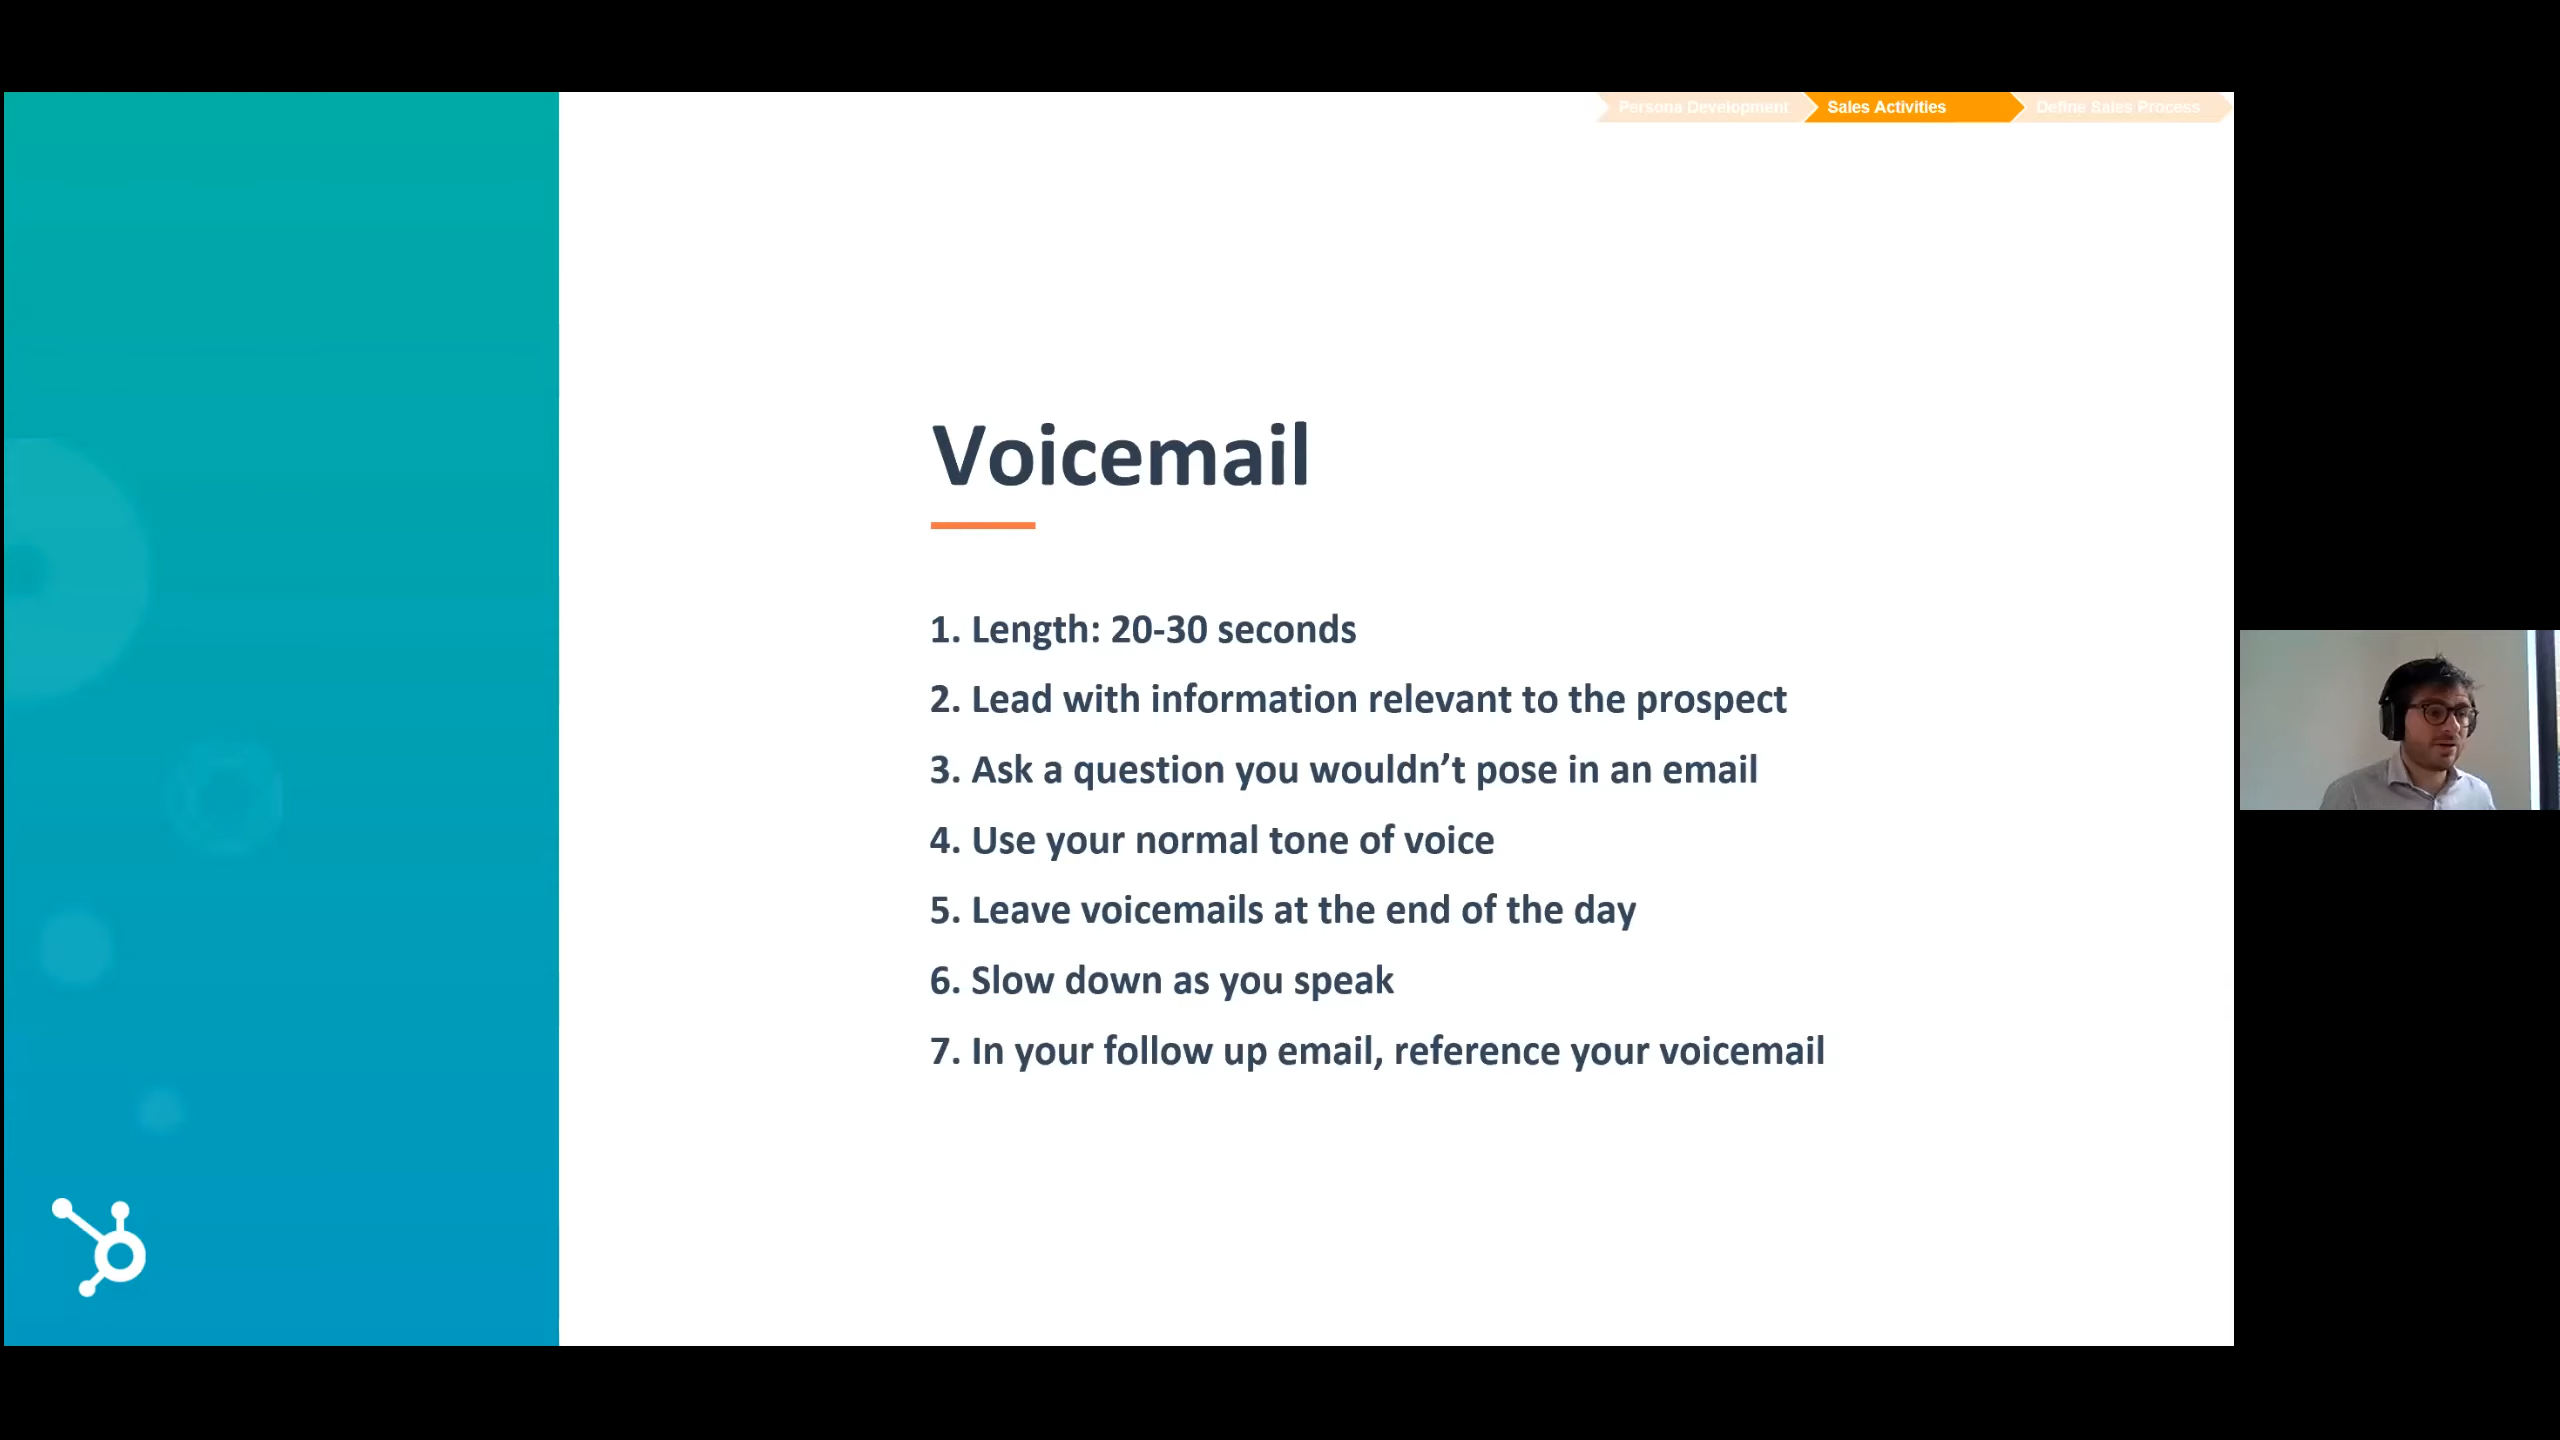 Persona Development
Sales Activities
Define Sales Process
Voicemail
1. Length: 20-30 seconds
2. Lead with information relevant to the prospect
3. Ask a question you wouldn’t pose in an email
4. Use your normal tone of voice
5. Leave voicemails at the end of the day
6. Slow down as you speak
7. In your follow up email, reference your voicemail